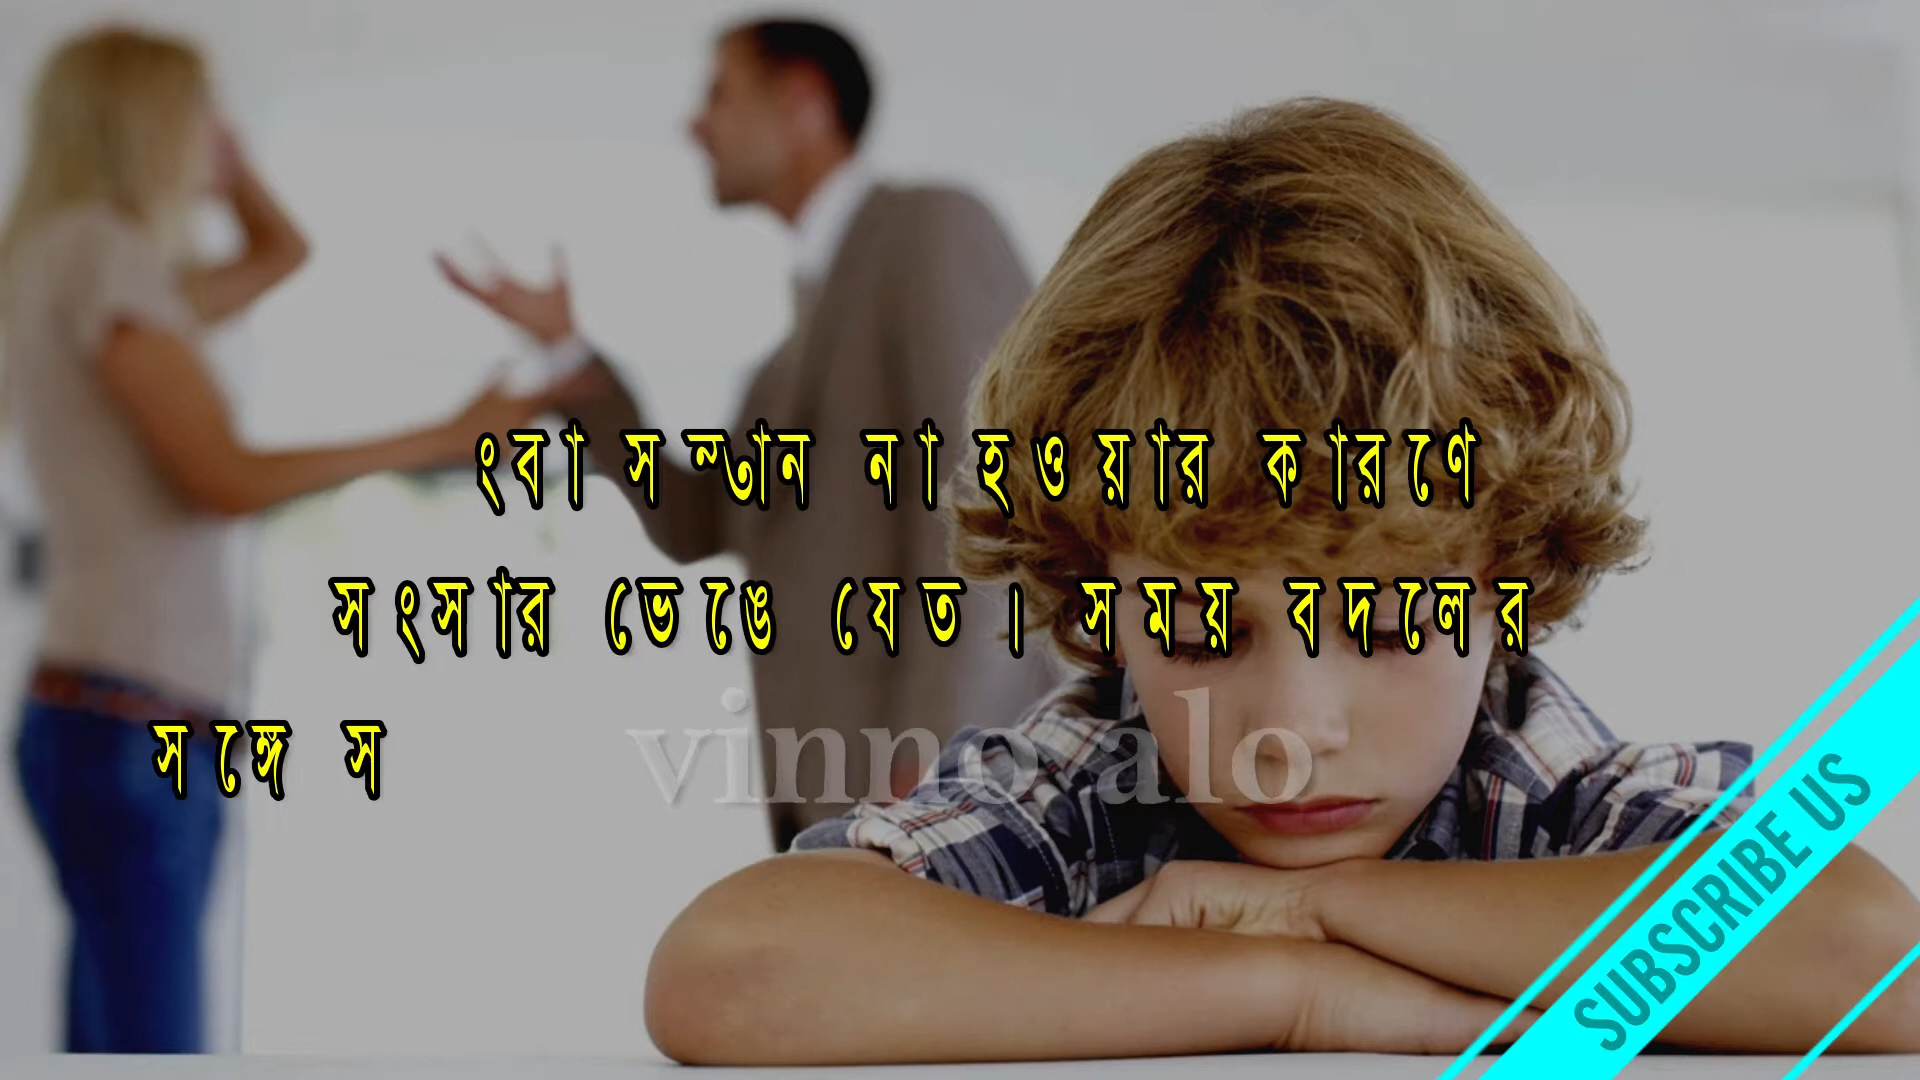 ংবা সন্তান না হওয়ার কারণে
সংসার ভেঙে যেত। সময় বদলের
সঙ্গে স
vinno alo
SUBSCRIBE US